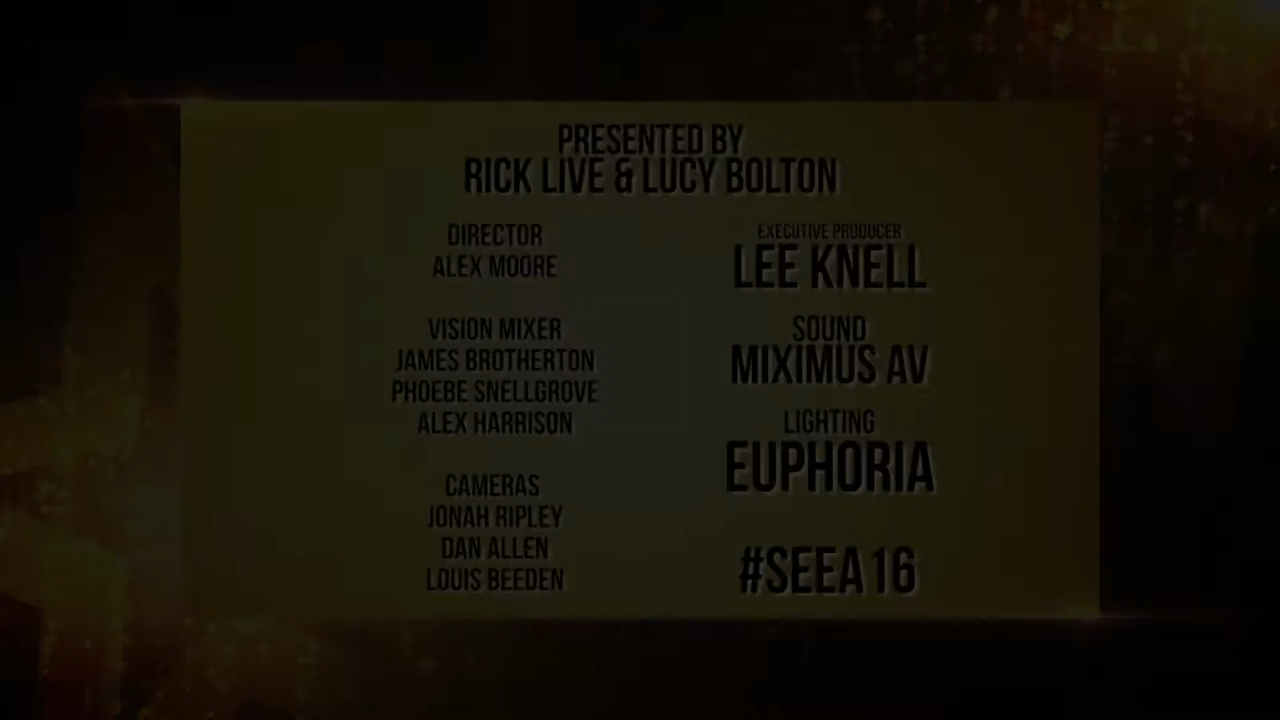 PRESENTED BY
RICK LIVE & LUCY BOLTON
DIRECTOR
ALEX MOORE
VISION MIXER
JAMES BROTHERTON
PHOEBE SNELLGROVE
ALEX HARRISON
CAMERAS
JONAH RIPLEY
DAN ALLEN
LOUIS BEEDEN
EXECUTIVE PRODUCER
LEE KNELL
SOUND
MIXIMUS AV
LIGHTING
EUPHORIA
#SEEA16